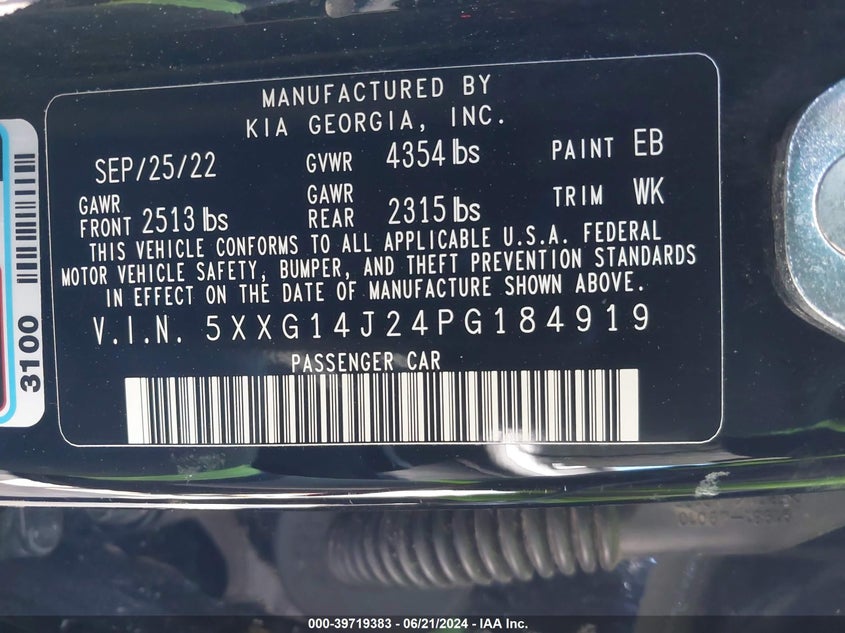 MANUFACTURED BY
KIA GEORGIA, INC.
SEP/25/22 GVWR 4354 lbs PAINT EB
GAWR FRONT 2513 lbs GAWR REAR 2315 lbs TRIM WK
THIS VEHICLE CONFORMS TO ALL APPLICABLE U.S.A. FEDERAL
MOTOR VEHICLE SAFETY, BUMPER, AND THEFT PREVENTION STANDARDS
IN EFFECT ON THE DATE OF MANUFACTURE SHOWN ABOVE.
V.I.N. 5XXG14J24PG184919
PASSENGER CAR
3100
000-39719383 - 06/21/2024 - IAA Inc.